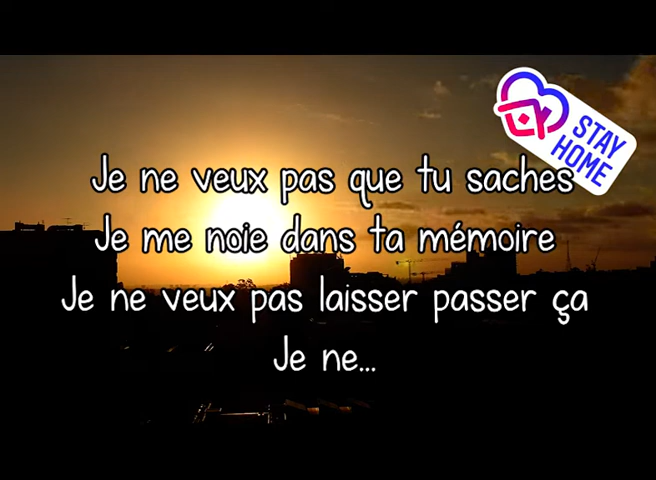 Je ne veux pas que tu saches
Je me noie dans ta mémoire
Je ne veux pas laisser passer ça
Je ne...
STAY
HOME